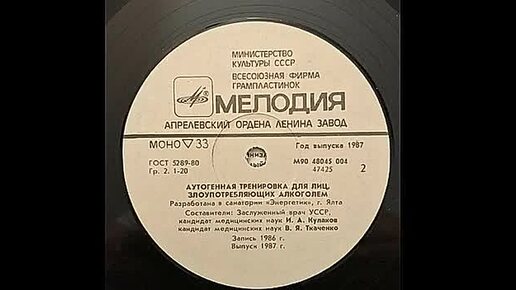 МИНИСТЕРСТВО
КУЛЬТУРЫ СССР
ВСЕСОЮЗНАЯ ФИРМА
ГРАМПЛАСТИНОК
МЕЛОДИЯ
АПРЕЛЕВСКИЙ ОРДЕНА ЛЕНИНА ЗАВОД
МОНО ▽ 33
Год выпуска 1987
ГОСТ 5289-80
Гр. 2. 1-20
М90 48045 004
47425
2
АУТОГЕННАЯ ТРЕНИРОВКА ДЛЯ ЛИЦ,
ЗЛОУПОТРЕБЛЯЮЩИХ АЛКОГОЛЕМ
Разработана в санатории «Энергетик», г. Ялта
Составители: Заслуженный врач УССР,
кандидат медицинских наук И. А. Кулаков
кандидат медицинских наук В. Я. Ткаченко
Запись 1986 г.
Выпуск 1987 г.